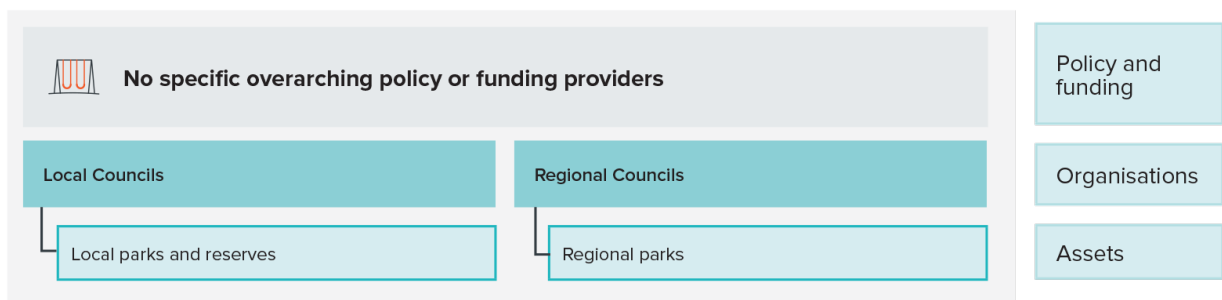 No specific overarching policy or funding providers
Policy and
funding
Local Councils
Regional Councils
Organisations
Local parks and reserves
Regional parks
Assets